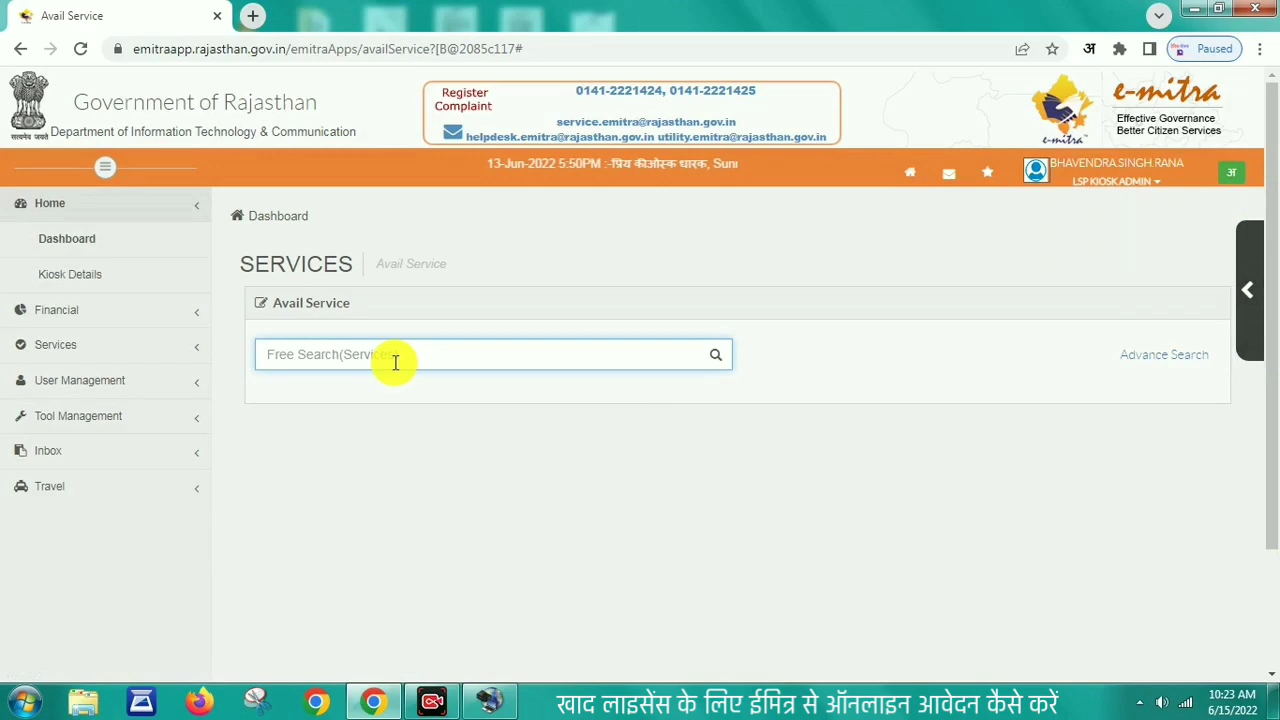 Avail Service
emitraapp.rajasthan.gov.in/emitraApps/availService?[B@2085c117#
अ
Paused
Government of Rajasthan
Department of Information Technology & Communication
Register
Complaint
0141-2221424, 0141-2221425
service.emitra@rajasthan.gov.in
helpdesk.emitra@rajasthan.gov.in utility.emitra@rajasthan.gov.in
e-mitra
e-mitra
Effective Governance
Better Citizen Services
13-Jun-2022 5:50PM :-प्रिय कीओस्क धारक, Sun
BHAVENDRA.SINGH.RANA
LSP KIOSK ADMIN
अ
Home
Dashboard
Kiosk Details
Financial
Services
User Management
Tool Management
Inbox
Travel
Dashboard
SERVICES
Avail Service
Avail Service
Free Search(Services
Advance Search
खाद लाइसेंस के लिए ईमित्र से ऑनलाइन आवेदन कैसे करें
10:23 AM
6/15/2022